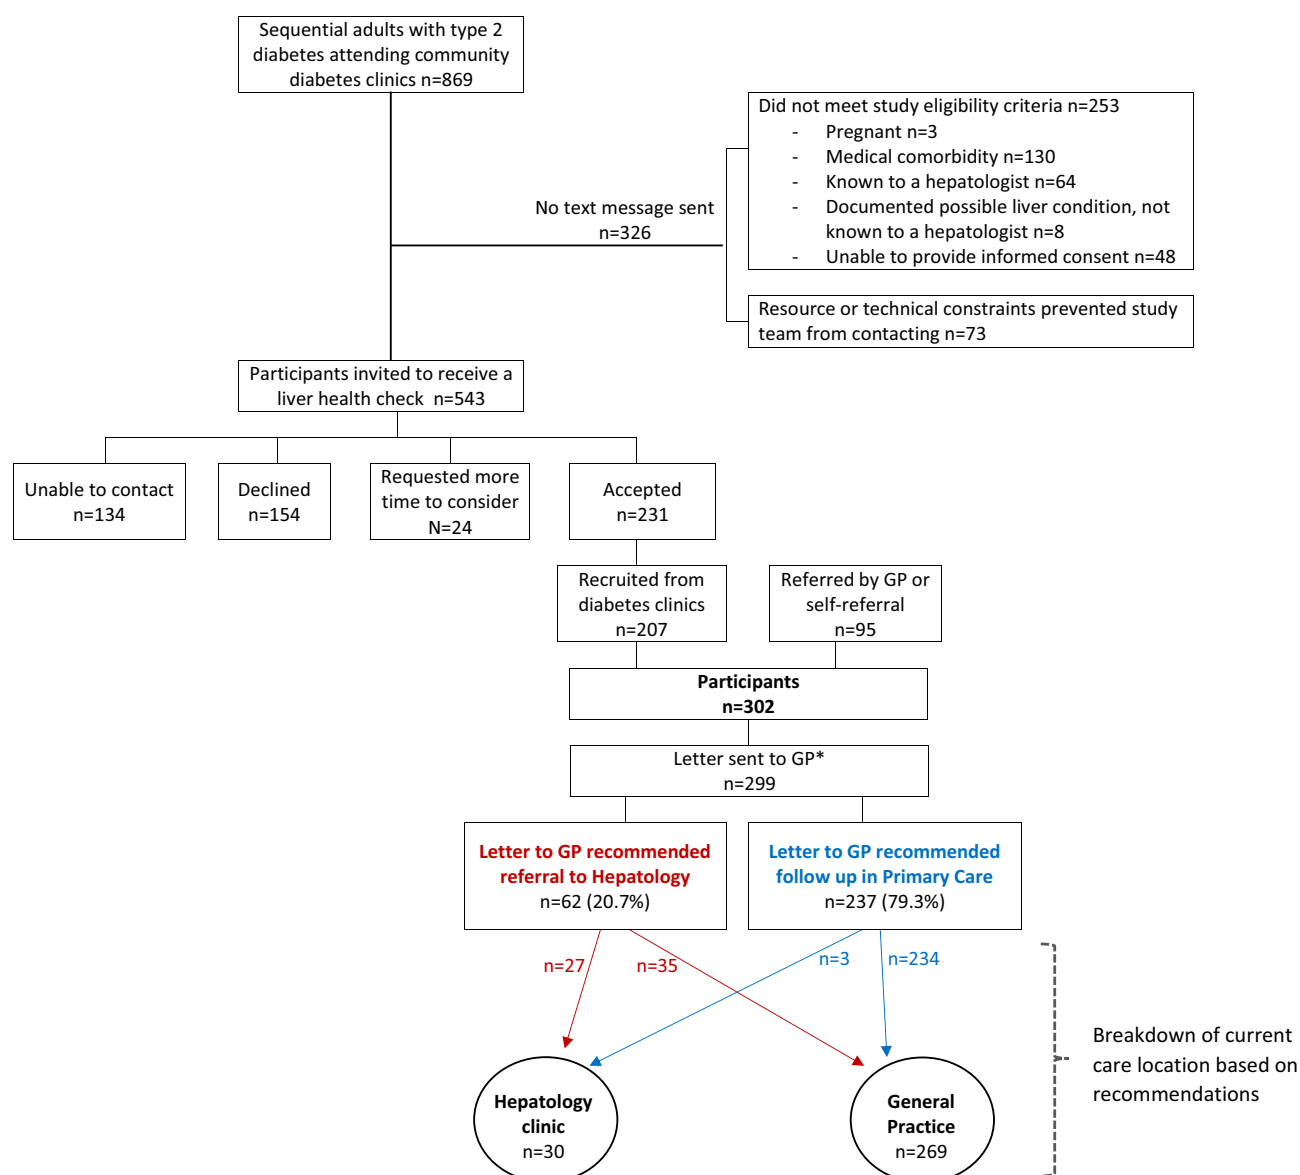 Sequential adults with type 2
diabetes attending community
diabetes clinics n=869
Did not meet study eligibility criteria n=253
- Pregnant n=3
- Medical comorbidity n=130
- Known to a hepatologist n=64
- Documented possible liver condition, not
known to a hepatologist n=8
- Unable to provide informed consent n=48
No text message sent
n=326
Resource or technical constraints prevented study
team from contacting n=73
Participants invited to receive a
liver health check n=543
Unable to contact
n=134
Declined
n=154
Requested more
time to consider
N=24
Accepted
n=231
Recruited from
diabetes clinics
n=207
Referred by GP or
self-referral
n=95
Participants
n=302
Letter sent to GP*
n=299
Letter to GP recommended
referral to Hepatology
n=62 (20.7%)
Letter to GP recommended
follow up in Primary Care
n=237 (79.3%)
n=27
n=35
n=3
n=234
Breakdown of current
care location based on
recommendations
Hepatology
clinic
n=30
General
Practice
n=269